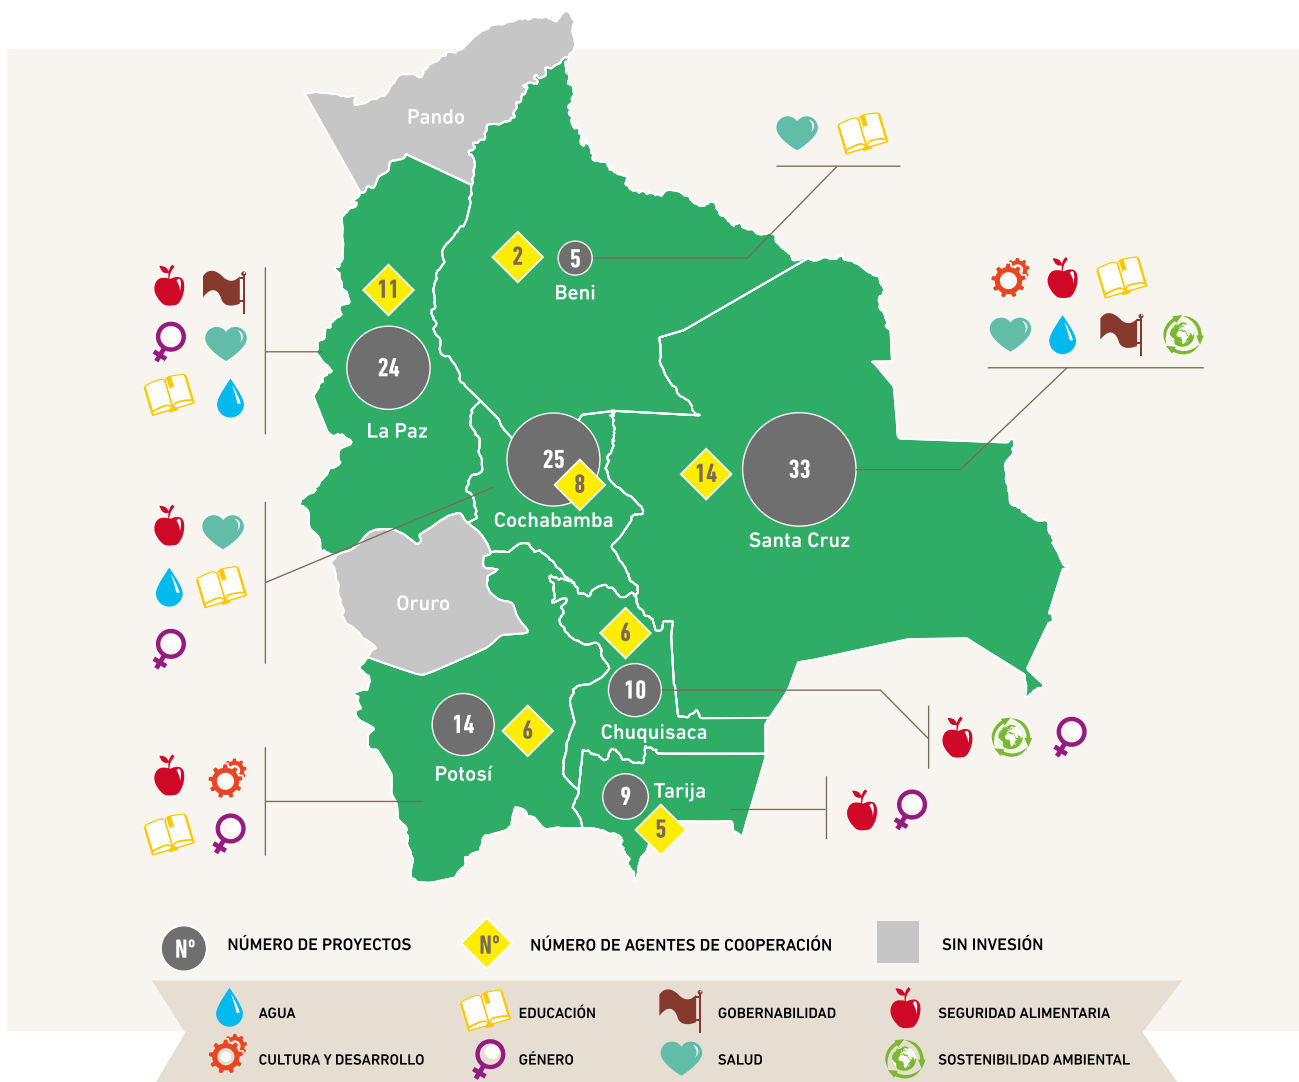 Pando
2
5
Beni
11
24
La Paz
25
8
Cochabamba
14
33
Santa Cruz
Oruro
6
10
Chuquisaca
14
6
Potosí
9
Tarija
5
Nº
NÚMERO DE PROYECTOS
Nº
NÚMERO DE AGENTES DE COOPERACIÓN
SIN INVESIÓN
AGUA
EDUCACIÓN
GOBERNABILIDAD
SEGURIDAD ALIMENTARIA
CULTURA Y DESARROLLO
GÉNERO
SALUD
SOSTENIBILIDAD AMBIENTAL